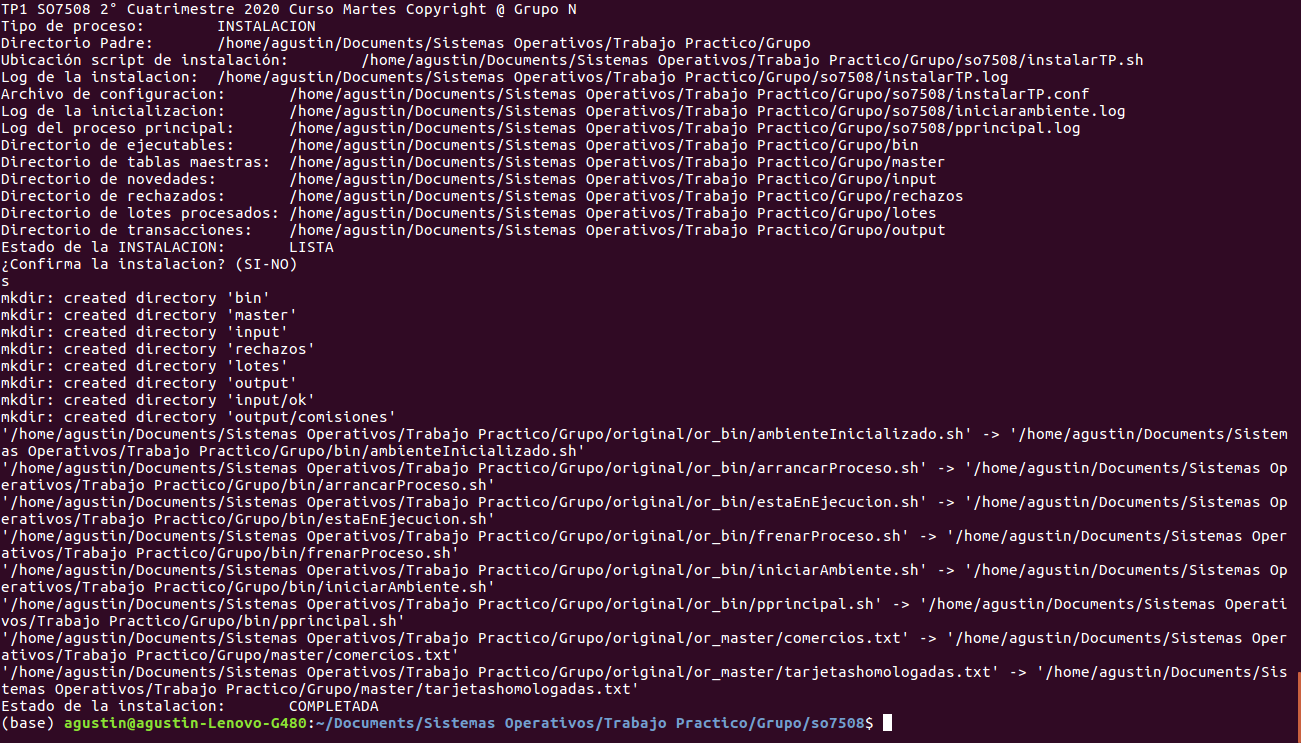 TP1 SO7508 2° Cuatrimestre 2020 Curso Martes Copyright @ Grupo N
Tipo de proceso:        INSTALACION
Directorio Padre:       /home/agustin/Documents/Sistemas Operativos/Trabajo Practico/Grupo
Ubicación script de instalación:        /home/agustin/Documents/Sistemas Operativos/Trabajo Practico/Grupo/so7508/instalarTP.sh
Log de la instalacion:  /home/agustin/Documents/Sistemas Operativos/Trabajo Practico/Grupo/so7508/instalarTP.log
Archivo de configuracion:       /home/agustin/Documents/Sistemas Operativos/Trabajo Practico/Grupo/so7508/instalarTP.conf
Log de la inicializacion:       /home/agustin/Documents/Sistemas Operativos/Trabajo Practico/Grupo/so7508/iniciarambiente.log
Log del proceso principal:      /home/agustin/Documents/Sistemas Operativos/Trabajo Practico/Grupo/so7508/pprincipal.log
Directorio de ejecutables:      /home/agustin/Documents/Sistemas Operativos/Trabajo Practico/Grupo/bin
Directorio de tablas maestras:  /home/agustin/Documents/Sistemas Operativos/Trabajo Practico/Grupo/master
Directorio de novedades:        /home/agustin/Documents/Sistemas Operativos/Trabajo Practico/Grupo/input
Directorio de rechazados:       /home/agustin/Documents/Sistemas Operativos/Trabajo Practico/Grupo/rechazos
Directorio de lotes procesados: /home/agustin/Documents/Sistemas Operativos/Trabajo Practico/Grupo/lotes
Directorio de transacciones:    /home/agustin/Documents/Sistemas Operativos/Trabajo Practico/Grupo/output
Estado de la INSTALACION:       LISTA
¿Confirma la instalacion? (SI-NO)
s
mkdir: created directory 'bin'
mkdir: created directory 'master'
mkdir: created directory 'input'
mkdir: created directory 'rechazos'
mkdir: created directory 'lotes'
mkdir: created directory 'output'
mkdir: created directory 'input/ok'
mkdir: created directory 'output/comisiones'
'/home/agustin/Documents/Sistemas Operativos/Trabajo Practico/Grupo/original/or_bin/ambienteInicializado.sh' -> '/home/agustin/Documents/Sistem
as Operativos/Trabajo Practico/Grupo/bin/ambienteInicializado.sh'
'/home/agustin/Documents/Sistemas Operativos/Trabajo Practico/Grupo/original/or_bin/arrancarProceso.sh' -> '/home/agustin/Documents/Sistemas Op
erativos/Trabajo Practico/Grupo/bin/arrancarProceso.sh'
'/home/agustin/Documents/Sistemas Operativos/Trabajo Practico/Grupo/original/or_bin/estaEnEjecucion.sh' -> '/home/agustin/Documents/Sistemas Op
erativos/Trabajo Practico/Grupo/bin/estaEnEjecucion.sh'
'/home/agustin/Documents/Sistemas Operativos/Trabajo Practico/Grupo/original/or_bin/frenarProceso.sh' -> '/home/agustin/Documents/Sistemas Oper
ativos/Trabajo Practico/Grupo/bin/frenarProceso.sh'
'/home/agustin/Documents/Sistemas Operativos/Trabajo Practico/Grupo/original/or_bin/iniciarAmbiente.sh' -> '/home/agustin/Documents/Sistemas Op
erativos/Trabajo Practico/Grupo/bin/iniciarAmbiente.sh'
'/home/agustin/Documents/Sistemas Operativos/Trabajo Practico/Grupo/original/or_bin/pprincipal.sh' -> '/home/agustin/Documents/Sistemas Operati
vos/Trabajo Practico/Grupo/bin/pprincipal.sh'
'/home/agustin/Documents/Sistemas Operativos/Trabajo Practico/Grupo/original/or_master/comercios.txt' -> '/home/agustin/Documents/Sistemas Oper
ativos/Trabajo Practico/Grupo/master/comercios.txt'
'/home/agustin/Documents/Sistemas Operativos/Trabajo Practico/Grupo/original/or_master/tarjetashomologadas.txt' -> '/home/agustin/Documents/Sis
temas Operativos/Trabajo Practico/Grupo/master/tarjetashomologadas.txt'
Estado de la instalacion:       COMPLETADA
(base) agustin@agustin-Lenovo-G480:~/Documents/Sistemas Operativos/Trabajo Practico/Grupo/so7508$